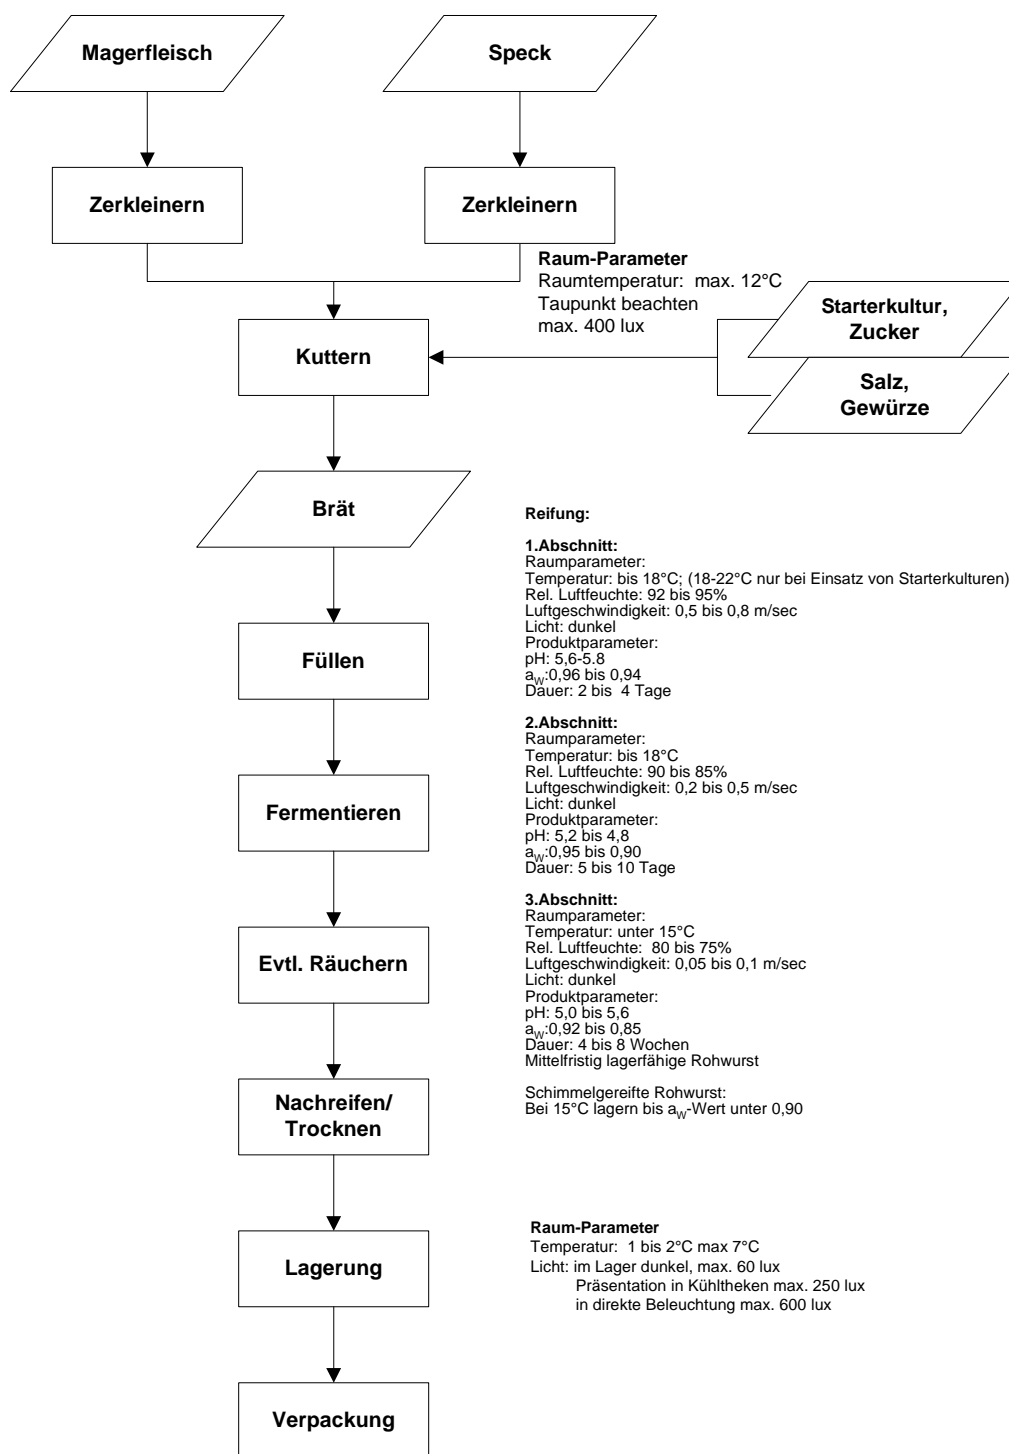 Magerfleisch
Speck
Zerkleinern
Zerkleinern
Raum-Parameter
Raumtemperatur: max. 12°C
Taupunkt beachten
max. 400 lux
Starterkultur,
Zucker
Kuttern
Salz,
Gewürze
Brät
Füllen
Fermentieren
Evtl. Räuchern
Nachreifen/
Trocknen
Lagerung
Verpackung
Reifung:
1.Abschnitt:
Raumparameter:
Temperatur: bis 18°C; (18-22°C nur bei Einsatz von Starterkulturen)
Rel. Luftfeuchte: 92 bis 95%
Luftgeschwindigkeit: 0,5 bis 0,8 m/sec
Licht: dunkel
Produktparameter:
pH: 5,6-5.8
aW:0,96 bis 0,94
Dauer: 2 bis 4 Tage
2.Abschnitt:
Raumparameter:
Temperatur: bis 18°C
Rel. Luftfeuchte: 90 bis 85%
Luftgeschwindigkeit: 0,2 bis 0,5 m/sec
Licht: dunkel
Produktparameter:
pH: 5,2 bis 4,8
aW:0,95 bis 0,90
Dauer: 5 bis 10 Tage
3.Abschnitt:
Raumparameter:
Temperatur: unter 15°C
Rel. Luftfeuchte: 80 bis 75%
Luftgeschwindigkeit: 0,05 bis 0,1 m/sec
Licht: dunkel
Produktparameter:
pH: 5,0 bis 5,6
aW:0,92 bis 0,85
Dauer: 4 bis 8 Wochen
Mittelfristig lagerfähige Rohwurst
Schimmelgereifte Rohwurst:
Bei 15°C lagern bis aW-Wert unter 0,90
Raum-Parameter
Temperatur: 1 bis 2°C max 7°C
Licht: im Lager dunkel, max. 60 lux
Präsentation in Kühltheken max. 250 lux
in direkte Beleuchtung max. 600 lux